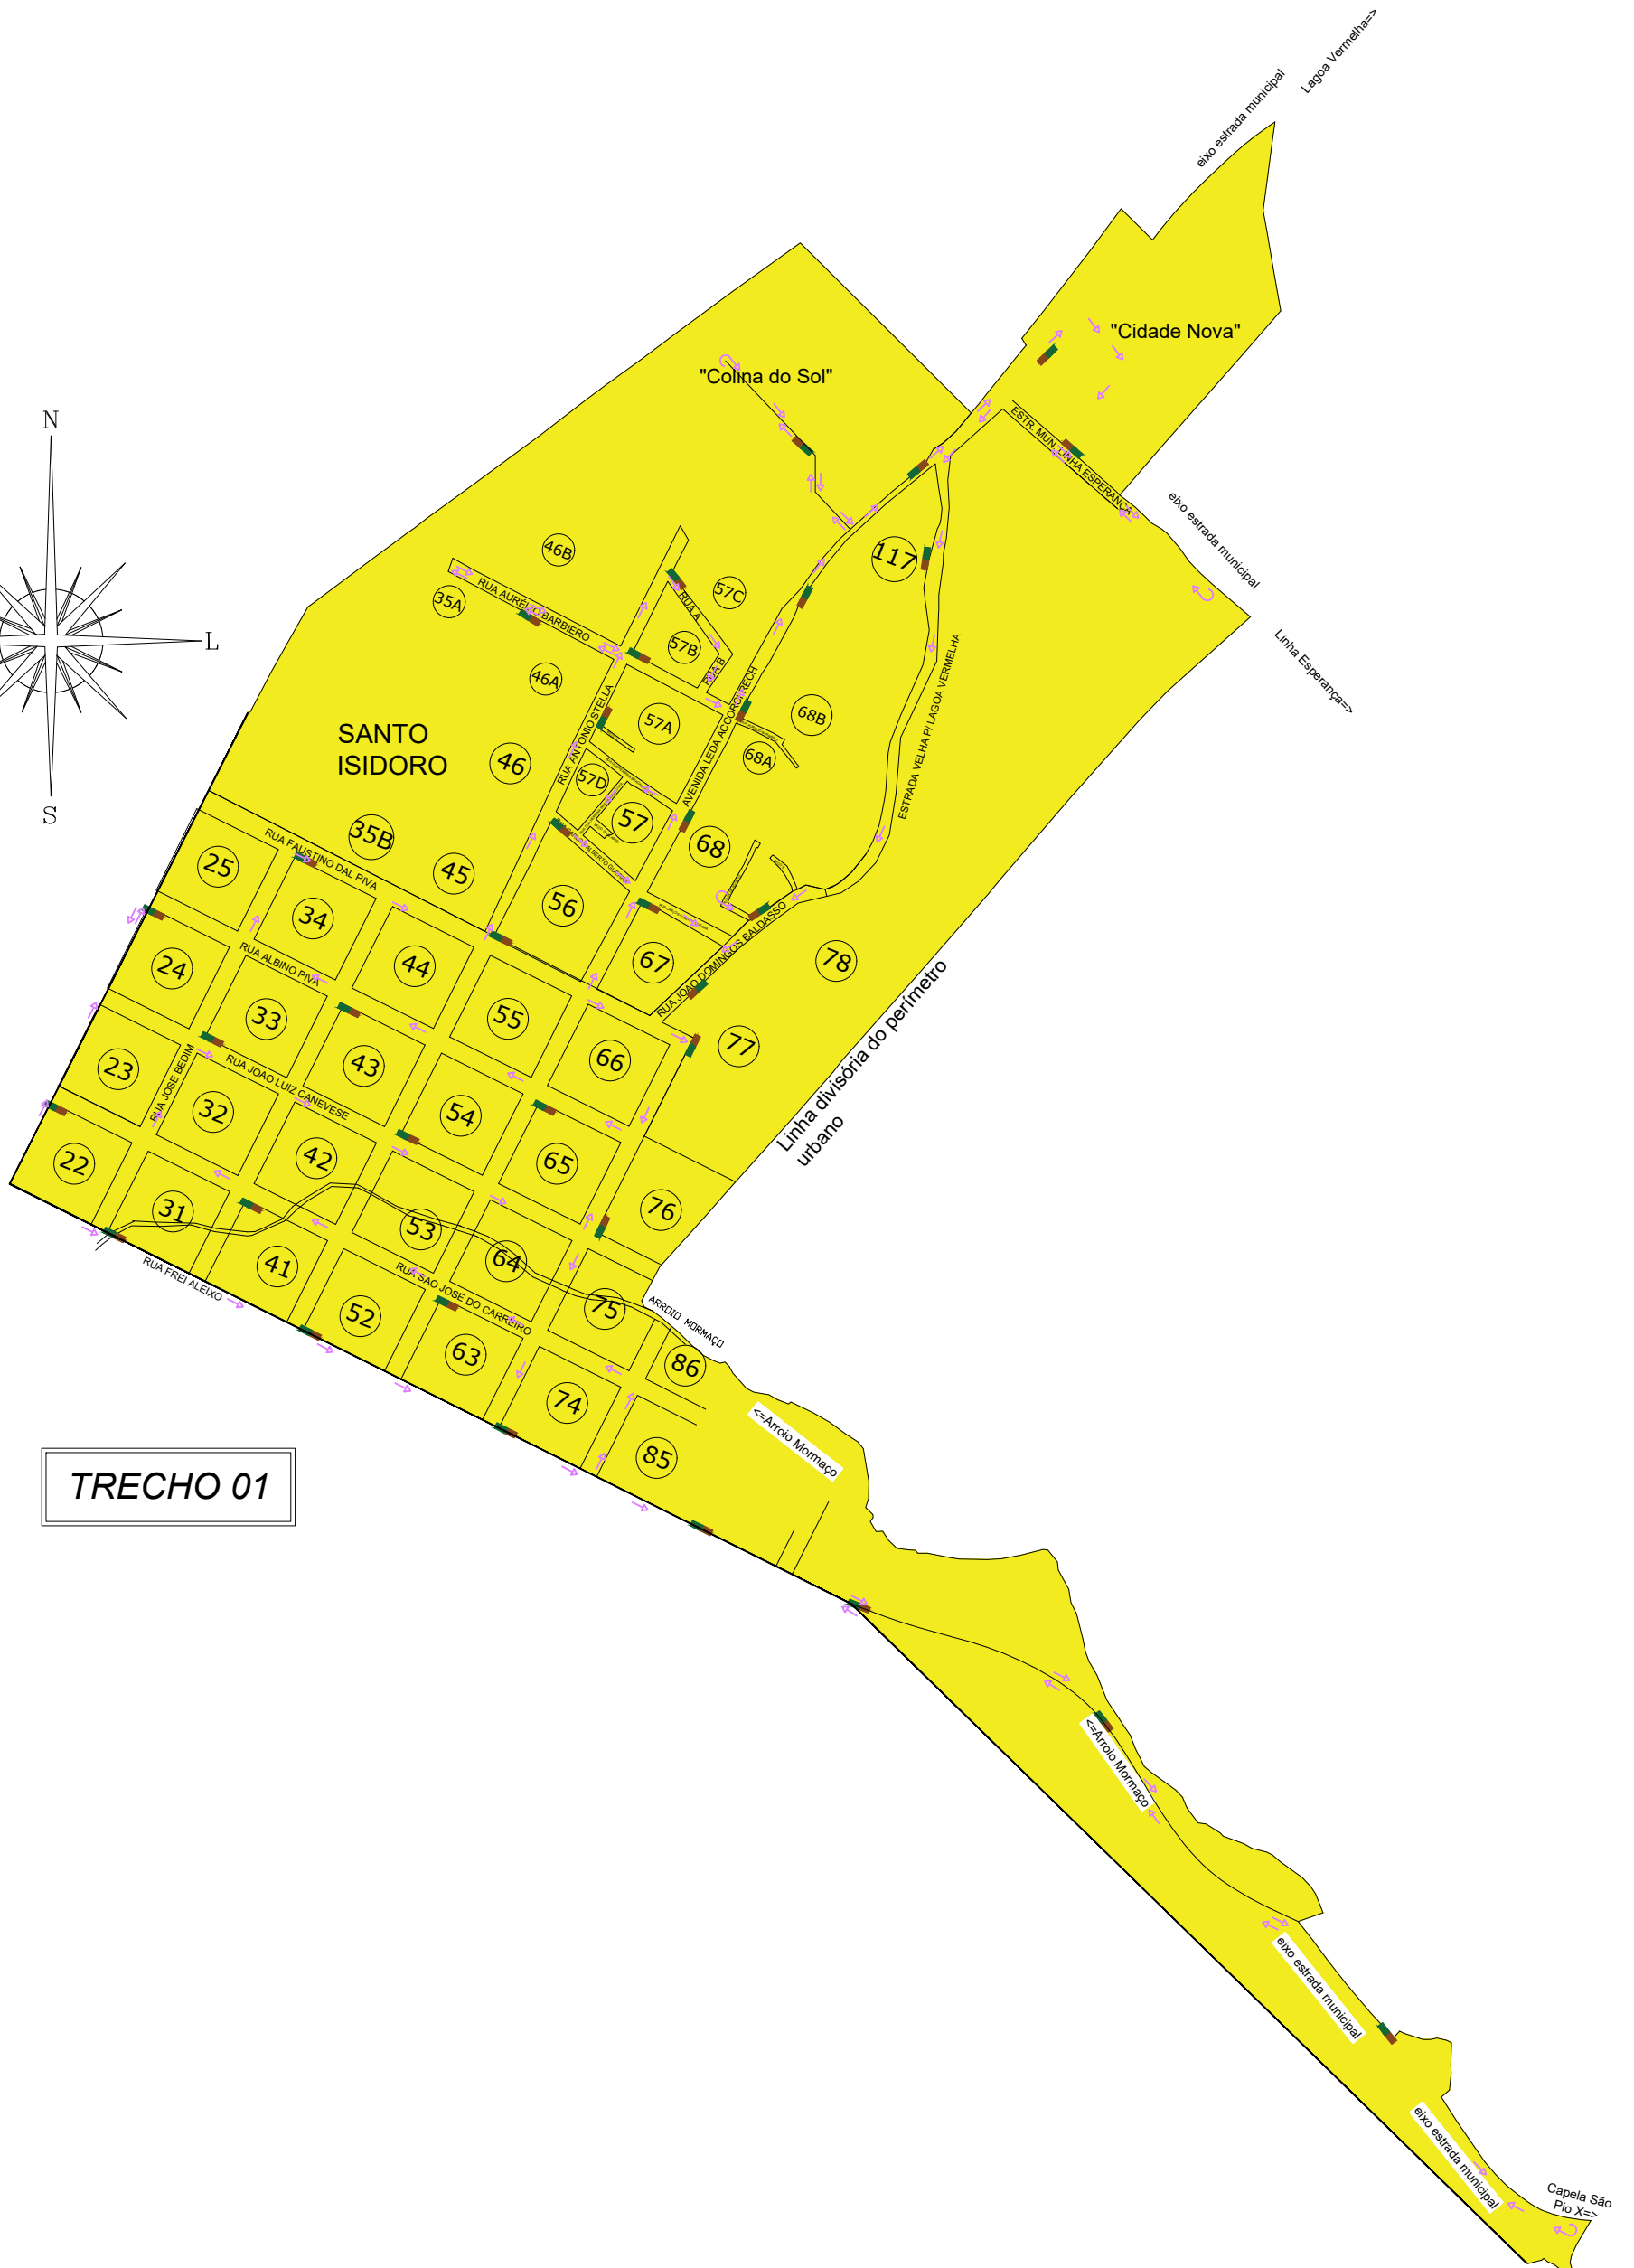 Lagoa Vermelha=>
eixo estrada municipal
"Cidade Nova"
"Colina do Sol"
ESTR. MUN. LINHA ESPERANÇA
N
eixo estrada municipal
117
46B
RUA AURÉLIO BARBIERO
35A
57C
RUA A
57B
L
Linha Esperança=>
RUA B
46A
RUA ANTONIO STELLA
57A
AVENIDA LEDA ACCORCI RECH
68B
ESTRADA VELHA P/ LAGOA VERMELHA
SANTO
ISIDORO
46
68A
57D
57
S
35B
68
RUA FAUSTINO DAL PIVA
25
45
34
56
RUA JOAO DOMINGOS BALDASSO
78
24
RUA ALBINO PIVA
44
67
33
55
Linha divisória do perímetro
urbano
77
23
RUA JOSE BEDIM
RUA JOAO LUIZ CANEVESE
43
66
32
54
22
42
65
31
53
76
RUA FREI ALEIXO
41
RUA SAO JOSE DO CARREIRO
64
52
75
ARROIO MORMAÇO
63
86
74
<=Arroio Mormaço
85
TRECHO 01
<=Arroio Mormaço
eixo estrada municipal
eixo estrada municipal
Capela São
Pio X=>